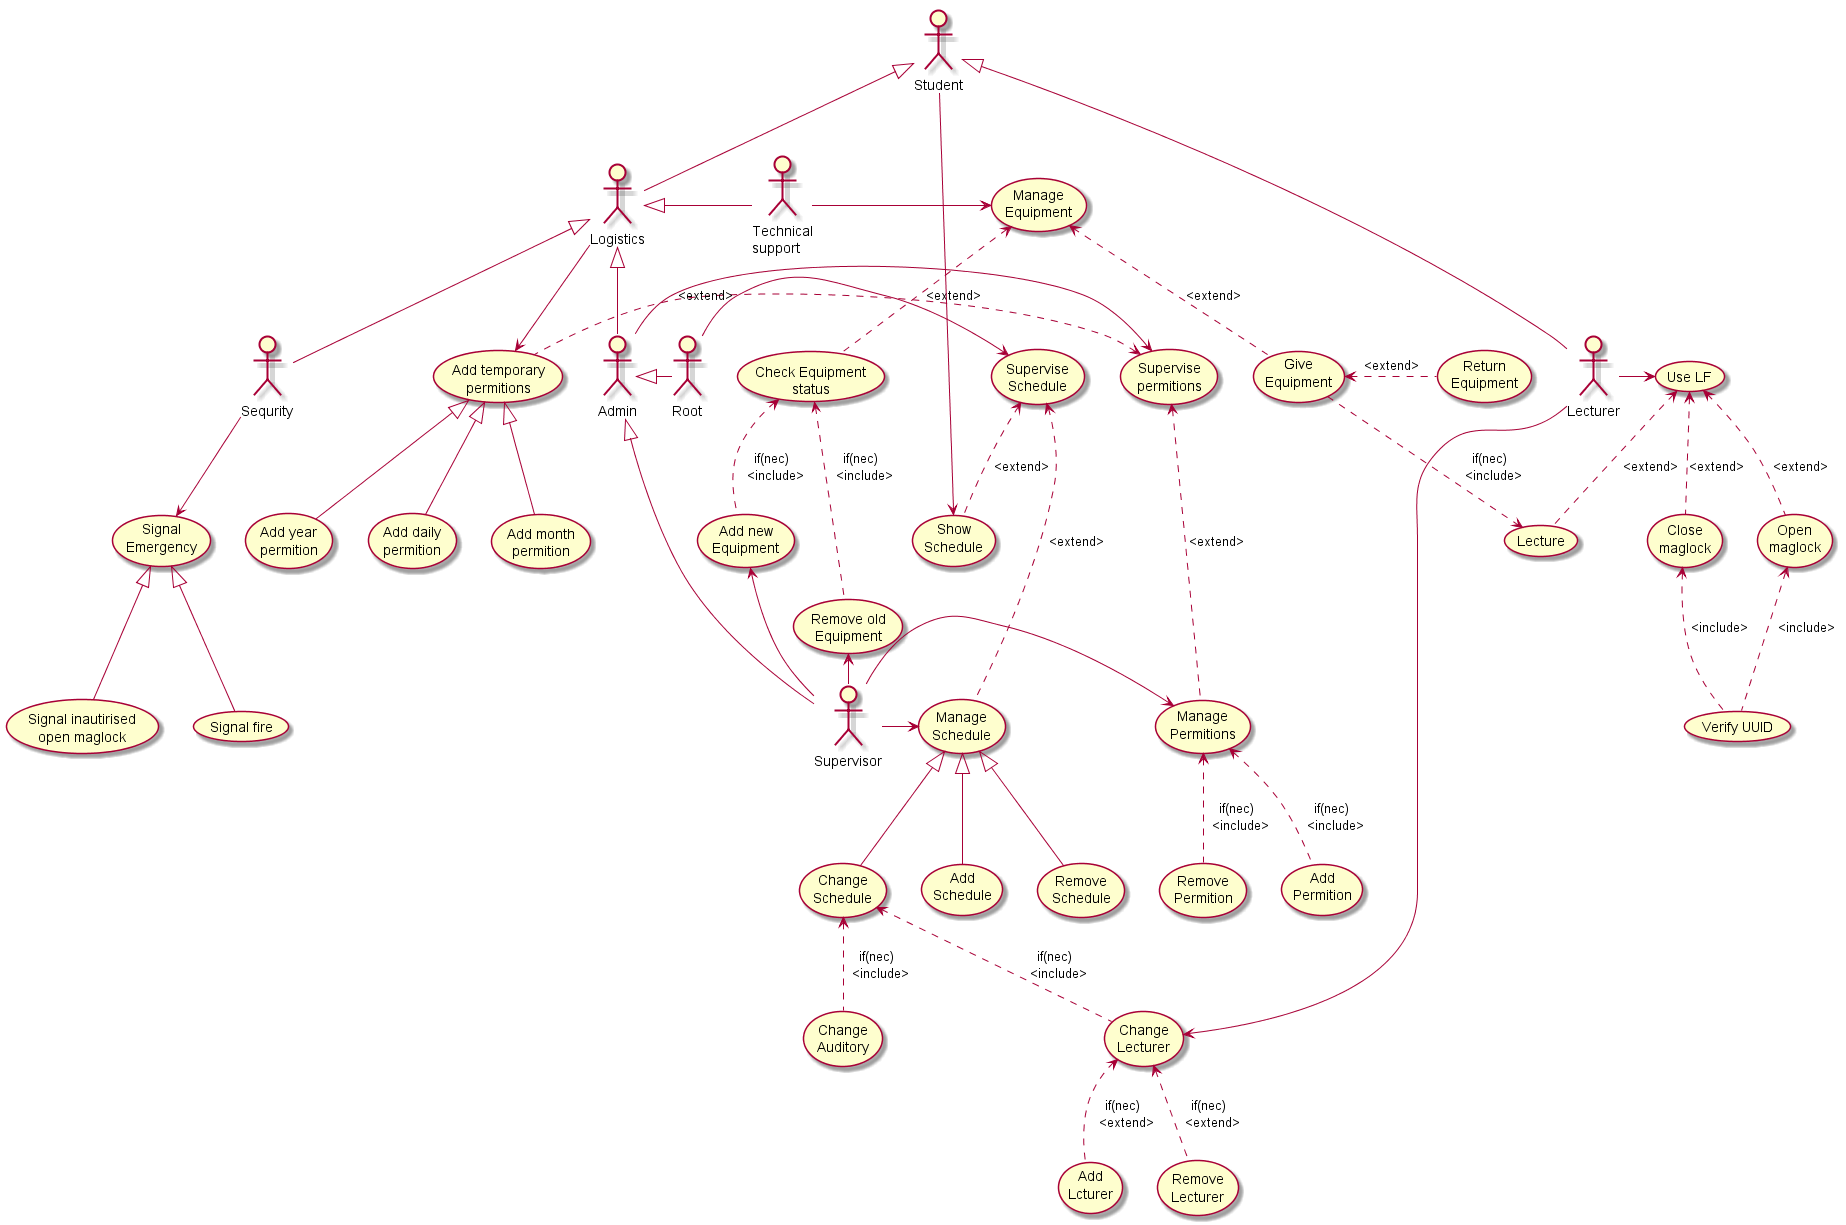 Student
Manage
Equipment
Logistics
Technical
support
<extend>
<extend>
<extend>
Sequrity
Add temporary
permitions
Admin
Root
Check Equipment
status
Supervise
Schedule
Supervise
permitions
Give
Equipment
<extend>
Return
Equipment
Lecturer
Use LF
if(nec)
<include>
if(nec)
<include>
<extend>
if(nec)
<include>
<extend>
<extend>
<extend>
Signal
Emergency
Add year
permition
Add daily
permition
Add month
permition
Add new
Equipment
Show
Schedule
<extend>
<extend>
Lecture
Close
maglock
Open
maglock
Remove old
Equipment
<include>
<include>
Signal inautirised
open maglock
Signal fire
Supervisor
Manage
Schedule
Manage
Permitions
Verify UUID
if(nec)
<include>
if(nec)
<include>
Change
Schedule
Add
Schedule
Remove
Schedule
Remove
Permition
Add
Permition
if(nec)
<include>
if(nec)
<include>
Change
Auditory
Change
Lecturer
if(nec)
<extend>
if(nec)
<extend>
Add
Lcturer
Remove
Lecturer